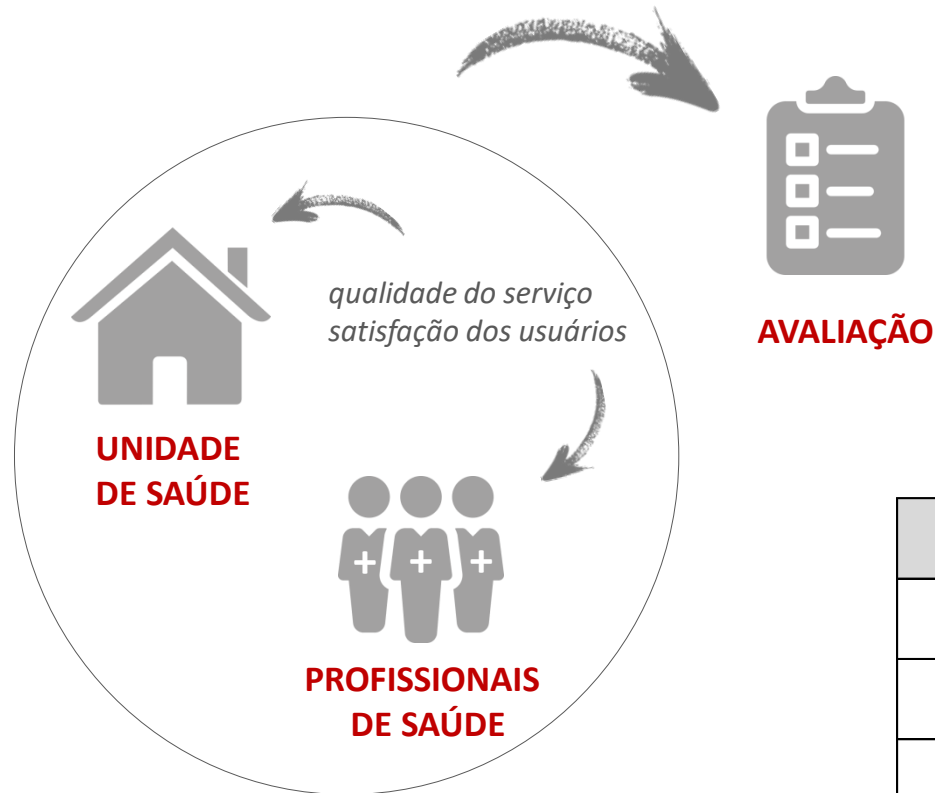 qualidade do serviço
satisfação dos usuários
AVALIAÇÃO
UNIDADE
DE SAÚDE
PROFISSIONAIS
DE SAÚDE